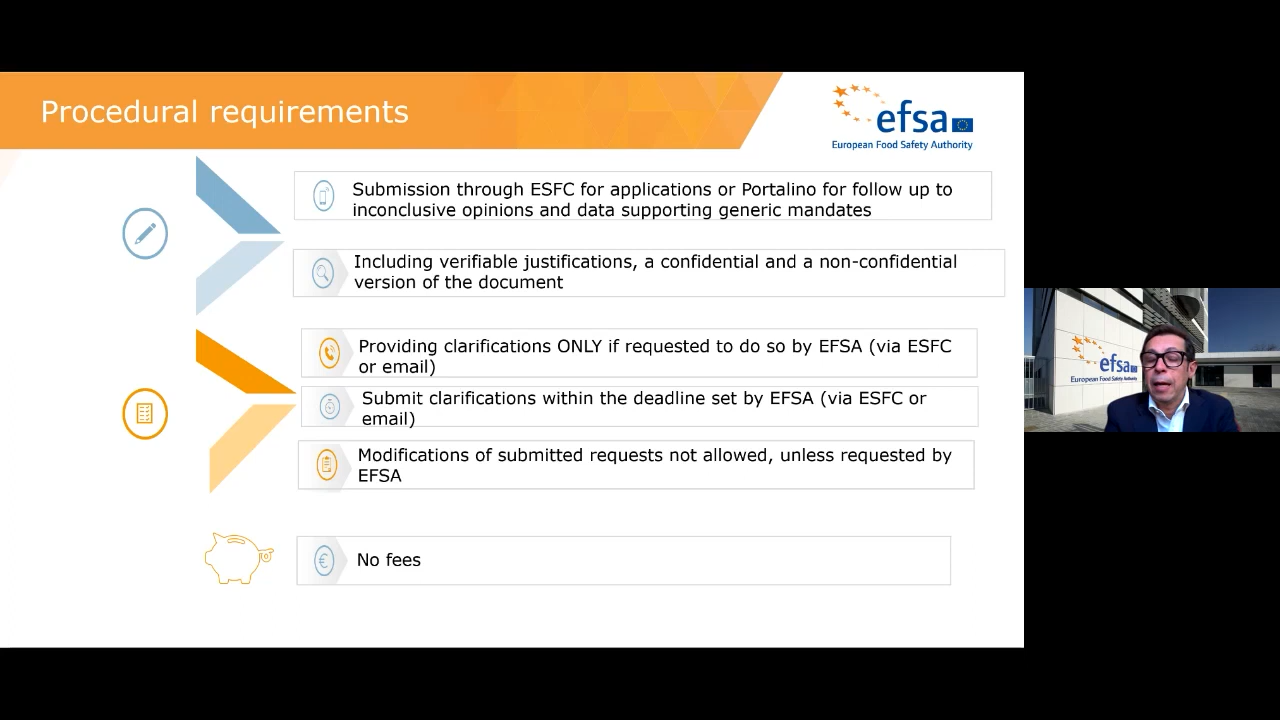 Procedural requirements
efsa
European Food Safety Authority
Submission through ESFC for applications or Portalino for follow up to
inconclusive opinions and data supporting generic mandates
Including verifiable justifications, a confidential and a non-confidential
version of the document
Providing clarifications ONLY if requested to do so by EFSA (via ESFC
or email)
Submit clarifications within the deadline set by EFSA (via ESFC or
email)
Modifications of submitted requests not allowed, unless requested by
EFSA
€
No fees
efsa
European Food Safety Authority